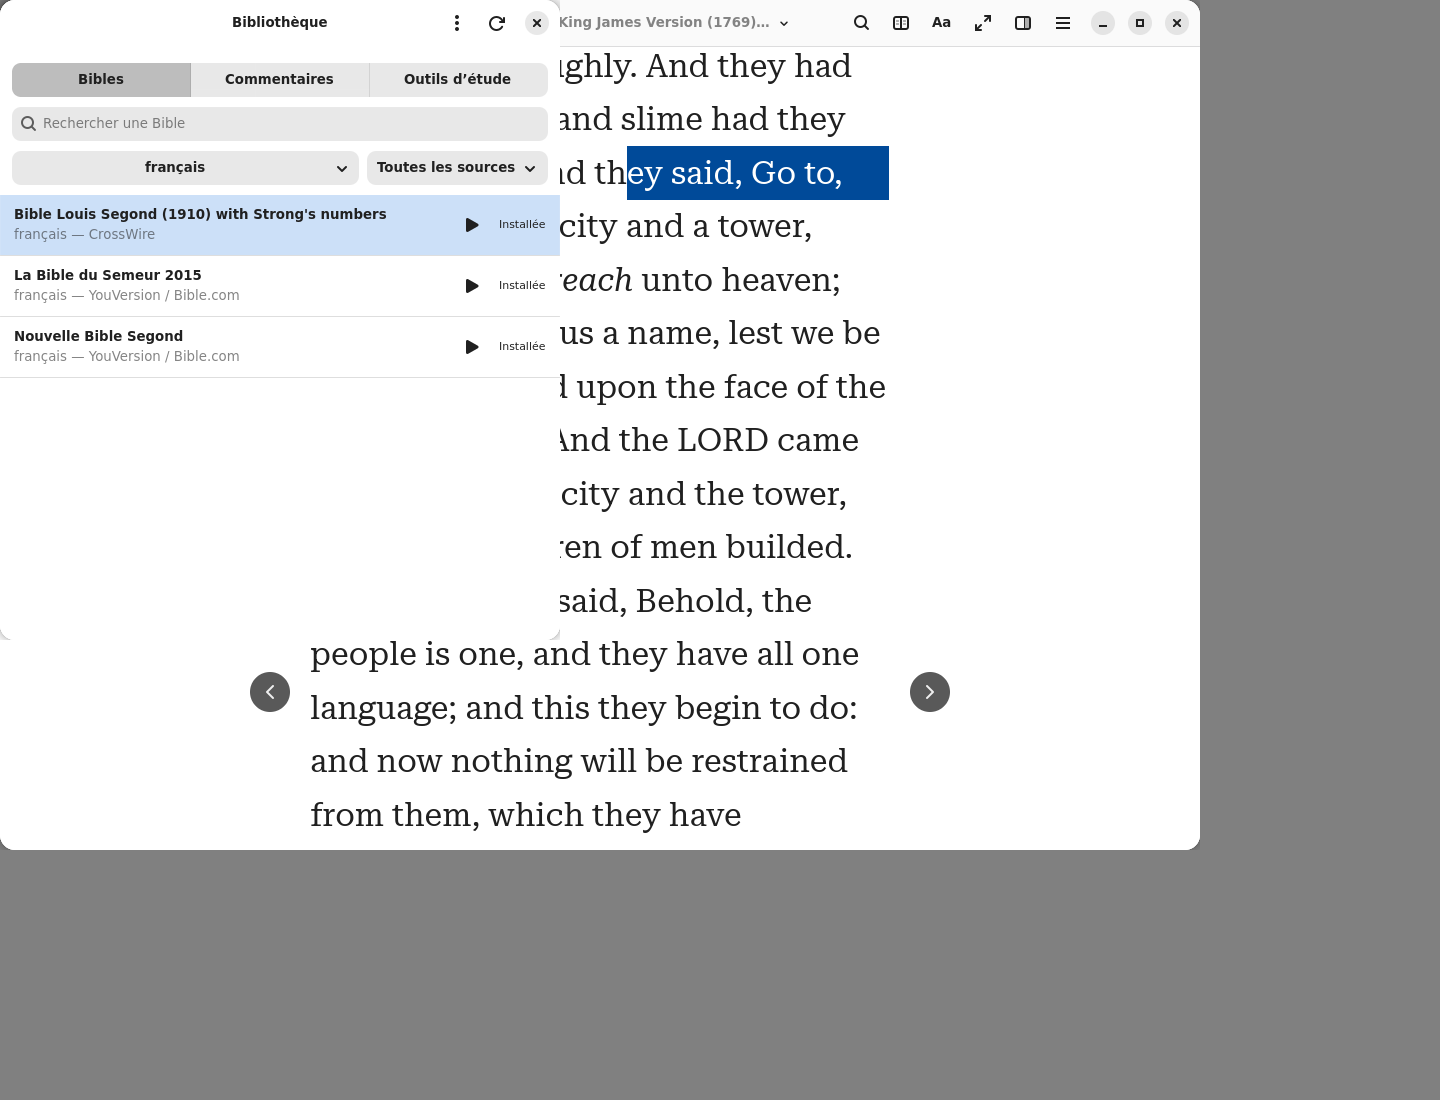 Bibliothèque
Bibles
Commentaires
Outils d’étude
Rechercher une Bible
français
Toutes les sources
Bible Louis Segond (1910) with Strong's numbers
français — CrossWire
Installée
La Bible du Semeur 2015
français — YouVersion / Bible.com
Installée
Nouvelle Bible Segond
français — YouVersion / Bible.com
Installée
King James Version (1769)…
Aa
ghly. And they had
and slime had they
they said, Go to,
city and a tower,
reach unto heaven;
us a name, lest we be
upon the face of the
And the LORD came
city and the tower,
ren of men builded.
said, Behold, the
people is one, and they have all one
language; and this they begin to do:
and now nothing will be restrained
from them, which they have